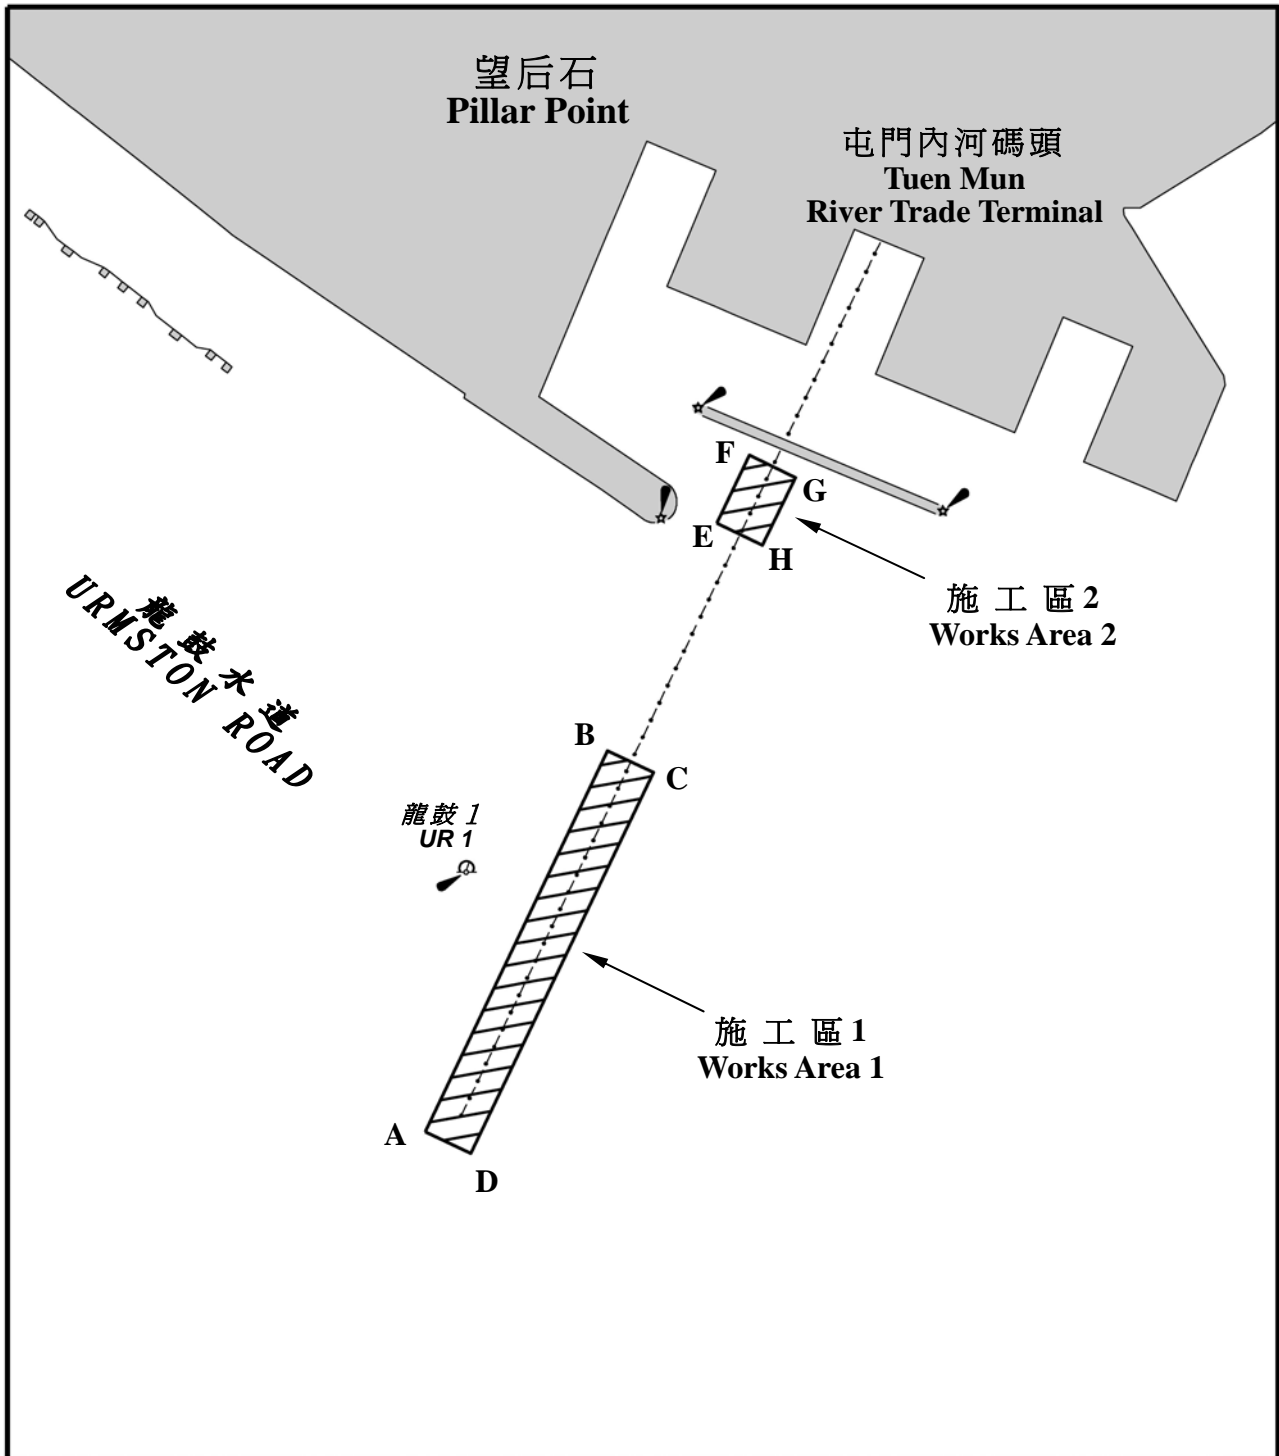 望后石
Pillar Point
屯門內河碼頭
Tuen Mun
River Trade Terminal
F
G
E
H
施工區2
Works Area 2
龍鼓水道
URMSTON ROAD
B
C
龍鼓1
UR 1
施工區1
Works Area 1
A
D